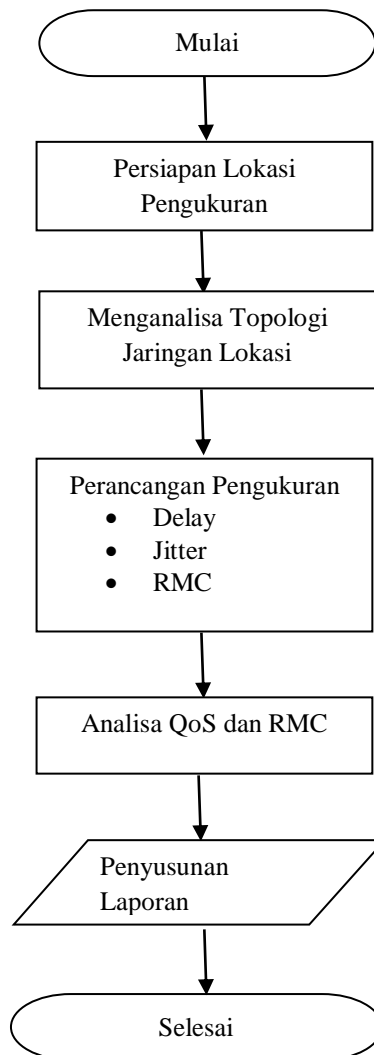 Mulai
Persiapan Lokasi
Pengukuran
Menganalisa Topologi
Jaringan Lokasi
Perancangan Pengukuran
• Delay
• Jitter
• RMC
Analisa QoS dan RMC
Penyusunan
Laporan
Selesai